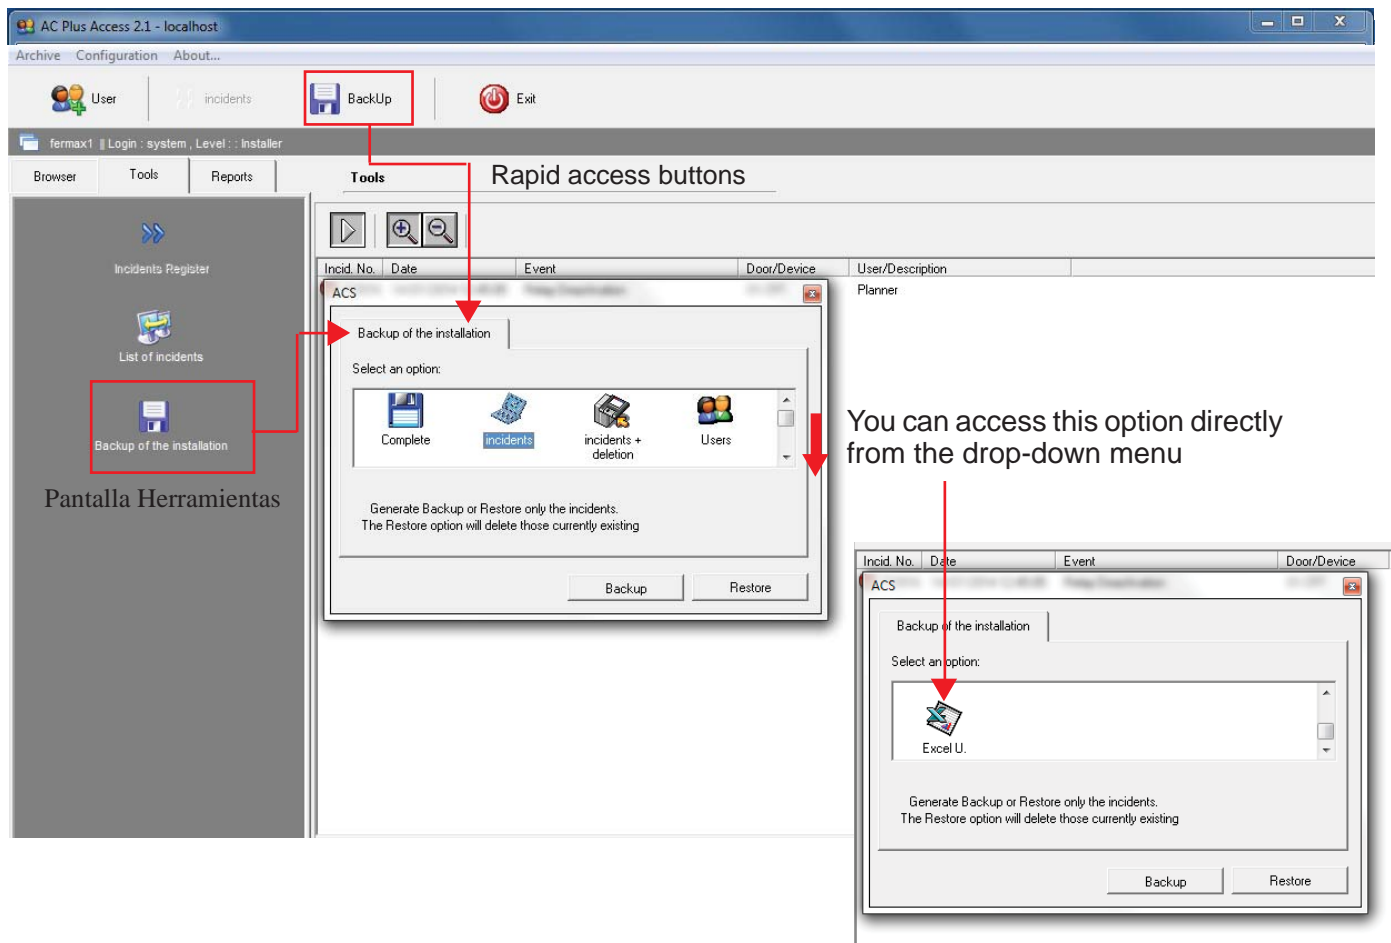 AC Plus Access 2.1 - localhost
Archive Configuration About...
User incidents BackUp Exit
fermax1 || Login : system , Level : : Installer
Browser Tools Reports
Tools
Rapid access buttons
Incidents Register
List of incidents
Backup of the installation
Pantalla Herramientas
Incid. No. Date Event Door/Device User/Description
Planner
ACS
Backup of the installation
Select an option:
Complete
incidents
incidents +
deletion
Users
Generate Backup or Restore only the incidents.
The Restore option will delete those currently existing
Backup Restore
You can access this option directly
from the drop-down menu
Incid. No. Date Event Door/Device
ACS
Backup of the installation
Select an option:
Excel U.
Generate Backup or Restore only the incidents.
The Restore option will delete those currently existing
Backup Restore